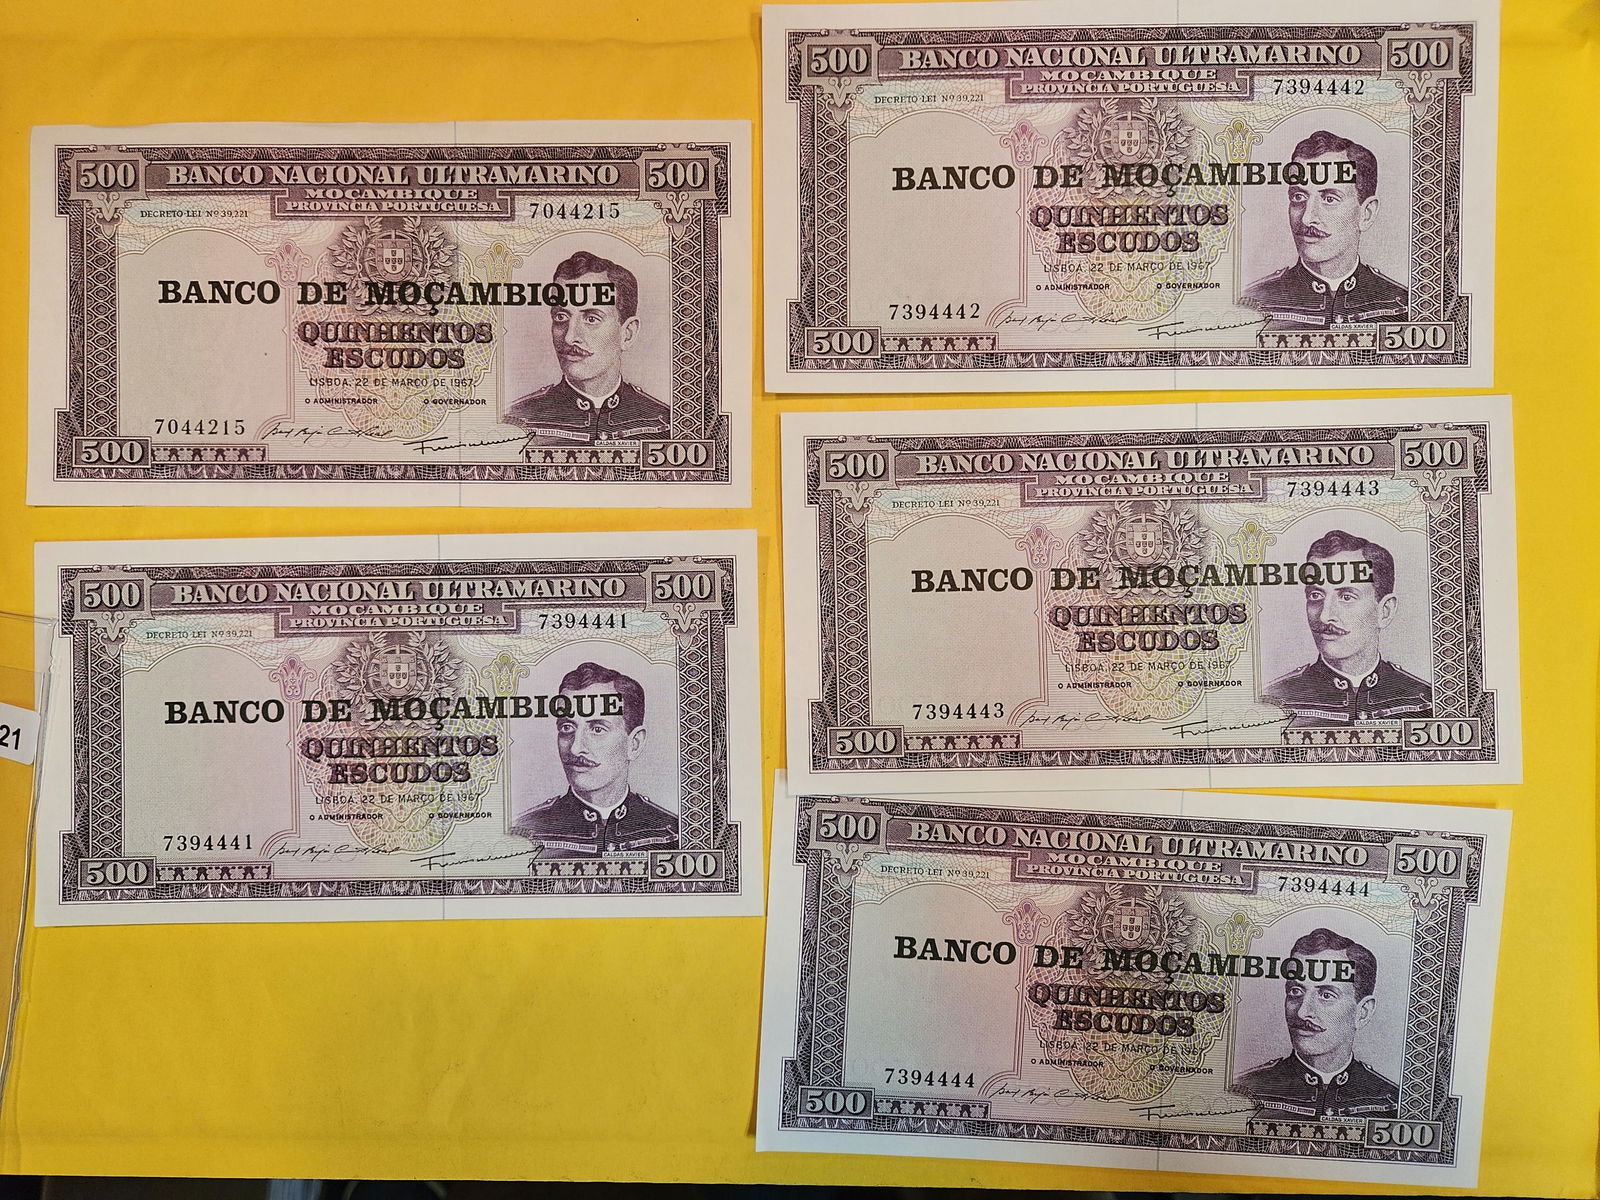 500 BANCO NACIONAL ULTRAMARINO 500
MOÇAMBIQUE
PROVINCIA PORTUGUESA
DECRETO-LEI Nº 39,221 7044215
BANCO DE MOÇAMBIQUE
QUINHENTOS
ESCUDOS
LISBOA, 22 DE MARÇO DE 1967
O ADMINISTRADOR O GOVERNADOR
7044215
CALDAS XAVIER
500 500
500 BANCO NACIONAL ULTRAMARINO 500
MOÇAMBIQUE
PROVINCIA PORTUGUESA
DECRETO-LEI Nº 39,221 7394441
BANCO DE MOÇAMBIQUE
QUINHENTOS
ESCUDOS
LISBOA, 22 DE MARÇO DE 1967
O ADMINISTRADOR O GOVERNADOR
7394441
CALDAS XAVIER
500 500
21
500 BANCO NACIONAL ULTRAMARINO 500
MOÇAMBIQUE
PROVINCIA PORTUGUESA
DECRETO-LEI Nº 39,221 7394442
BANCO DE MOÇAMBIQUE
QUINHENTOS
ESCUDOS
LISBOA, 22 DE MARÇO DE 1967
O ADMINISTRADOR O GOVERNADOR
7394442
CALDAS XAVIER
500 500
500 BANCO NACIONAL ULTRAMARINO 500
MOÇAMBIQUE
PROVINCIA PORTUGUESA
DECRETO-LEI Nº 39,221 7394443
BANCO DE MOÇAMBIQUE
QUINHENTOS
ESCUDOS
LISBOA, 22 DE MARÇO DE 1967
O ADMINISTRADOR O GOVERNADOR
7394443
CALDAS XAVIER
500 500
500 BANCO NACIONAL ULTRAMARINO 500
MOÇAMBIQUE
PROVINCIA PORTUGUESA
DECRETO-LEI Nº 39,221 7394444
BANCO DE MOÇAMBIQUE
QUINHENTOS
ESCUDOS
LISBOA, 22 DE MARÇO DE 1967
O ADMINISTRADOR O GOVERNADOR
7394444
CALDAS XAVIER
500 500